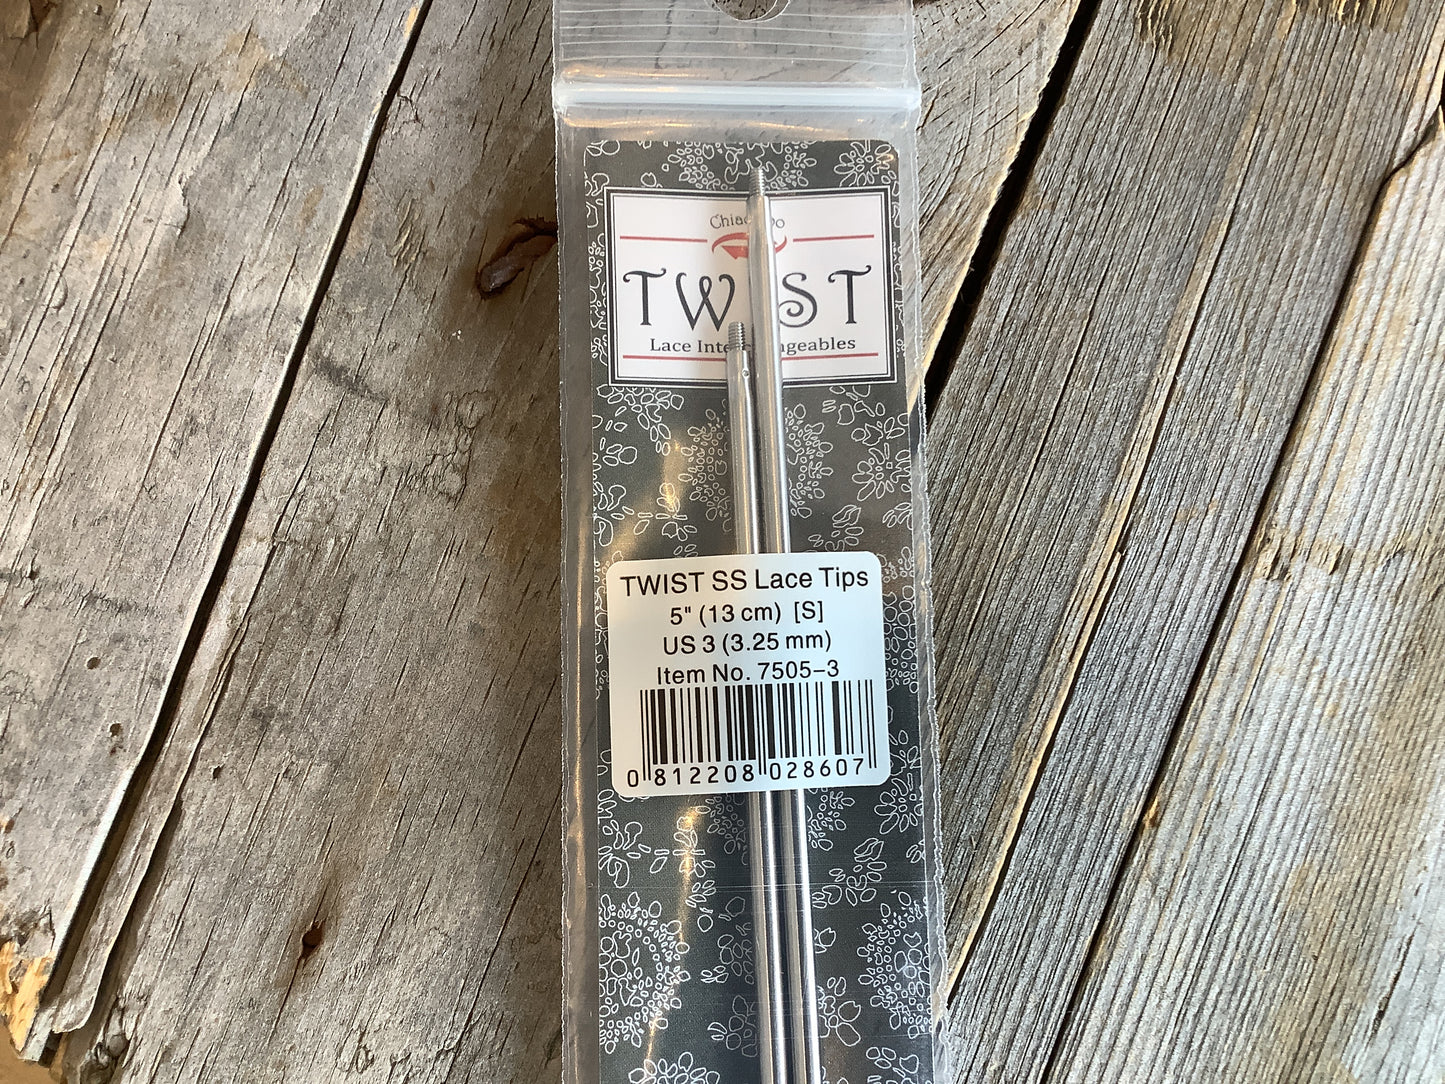 TWIST
Lace
TWIST SS Lace Tips
5" (13 cm) [S]
US 3 (3.25 mm)
Item No. 7505-3
0 812208 028607